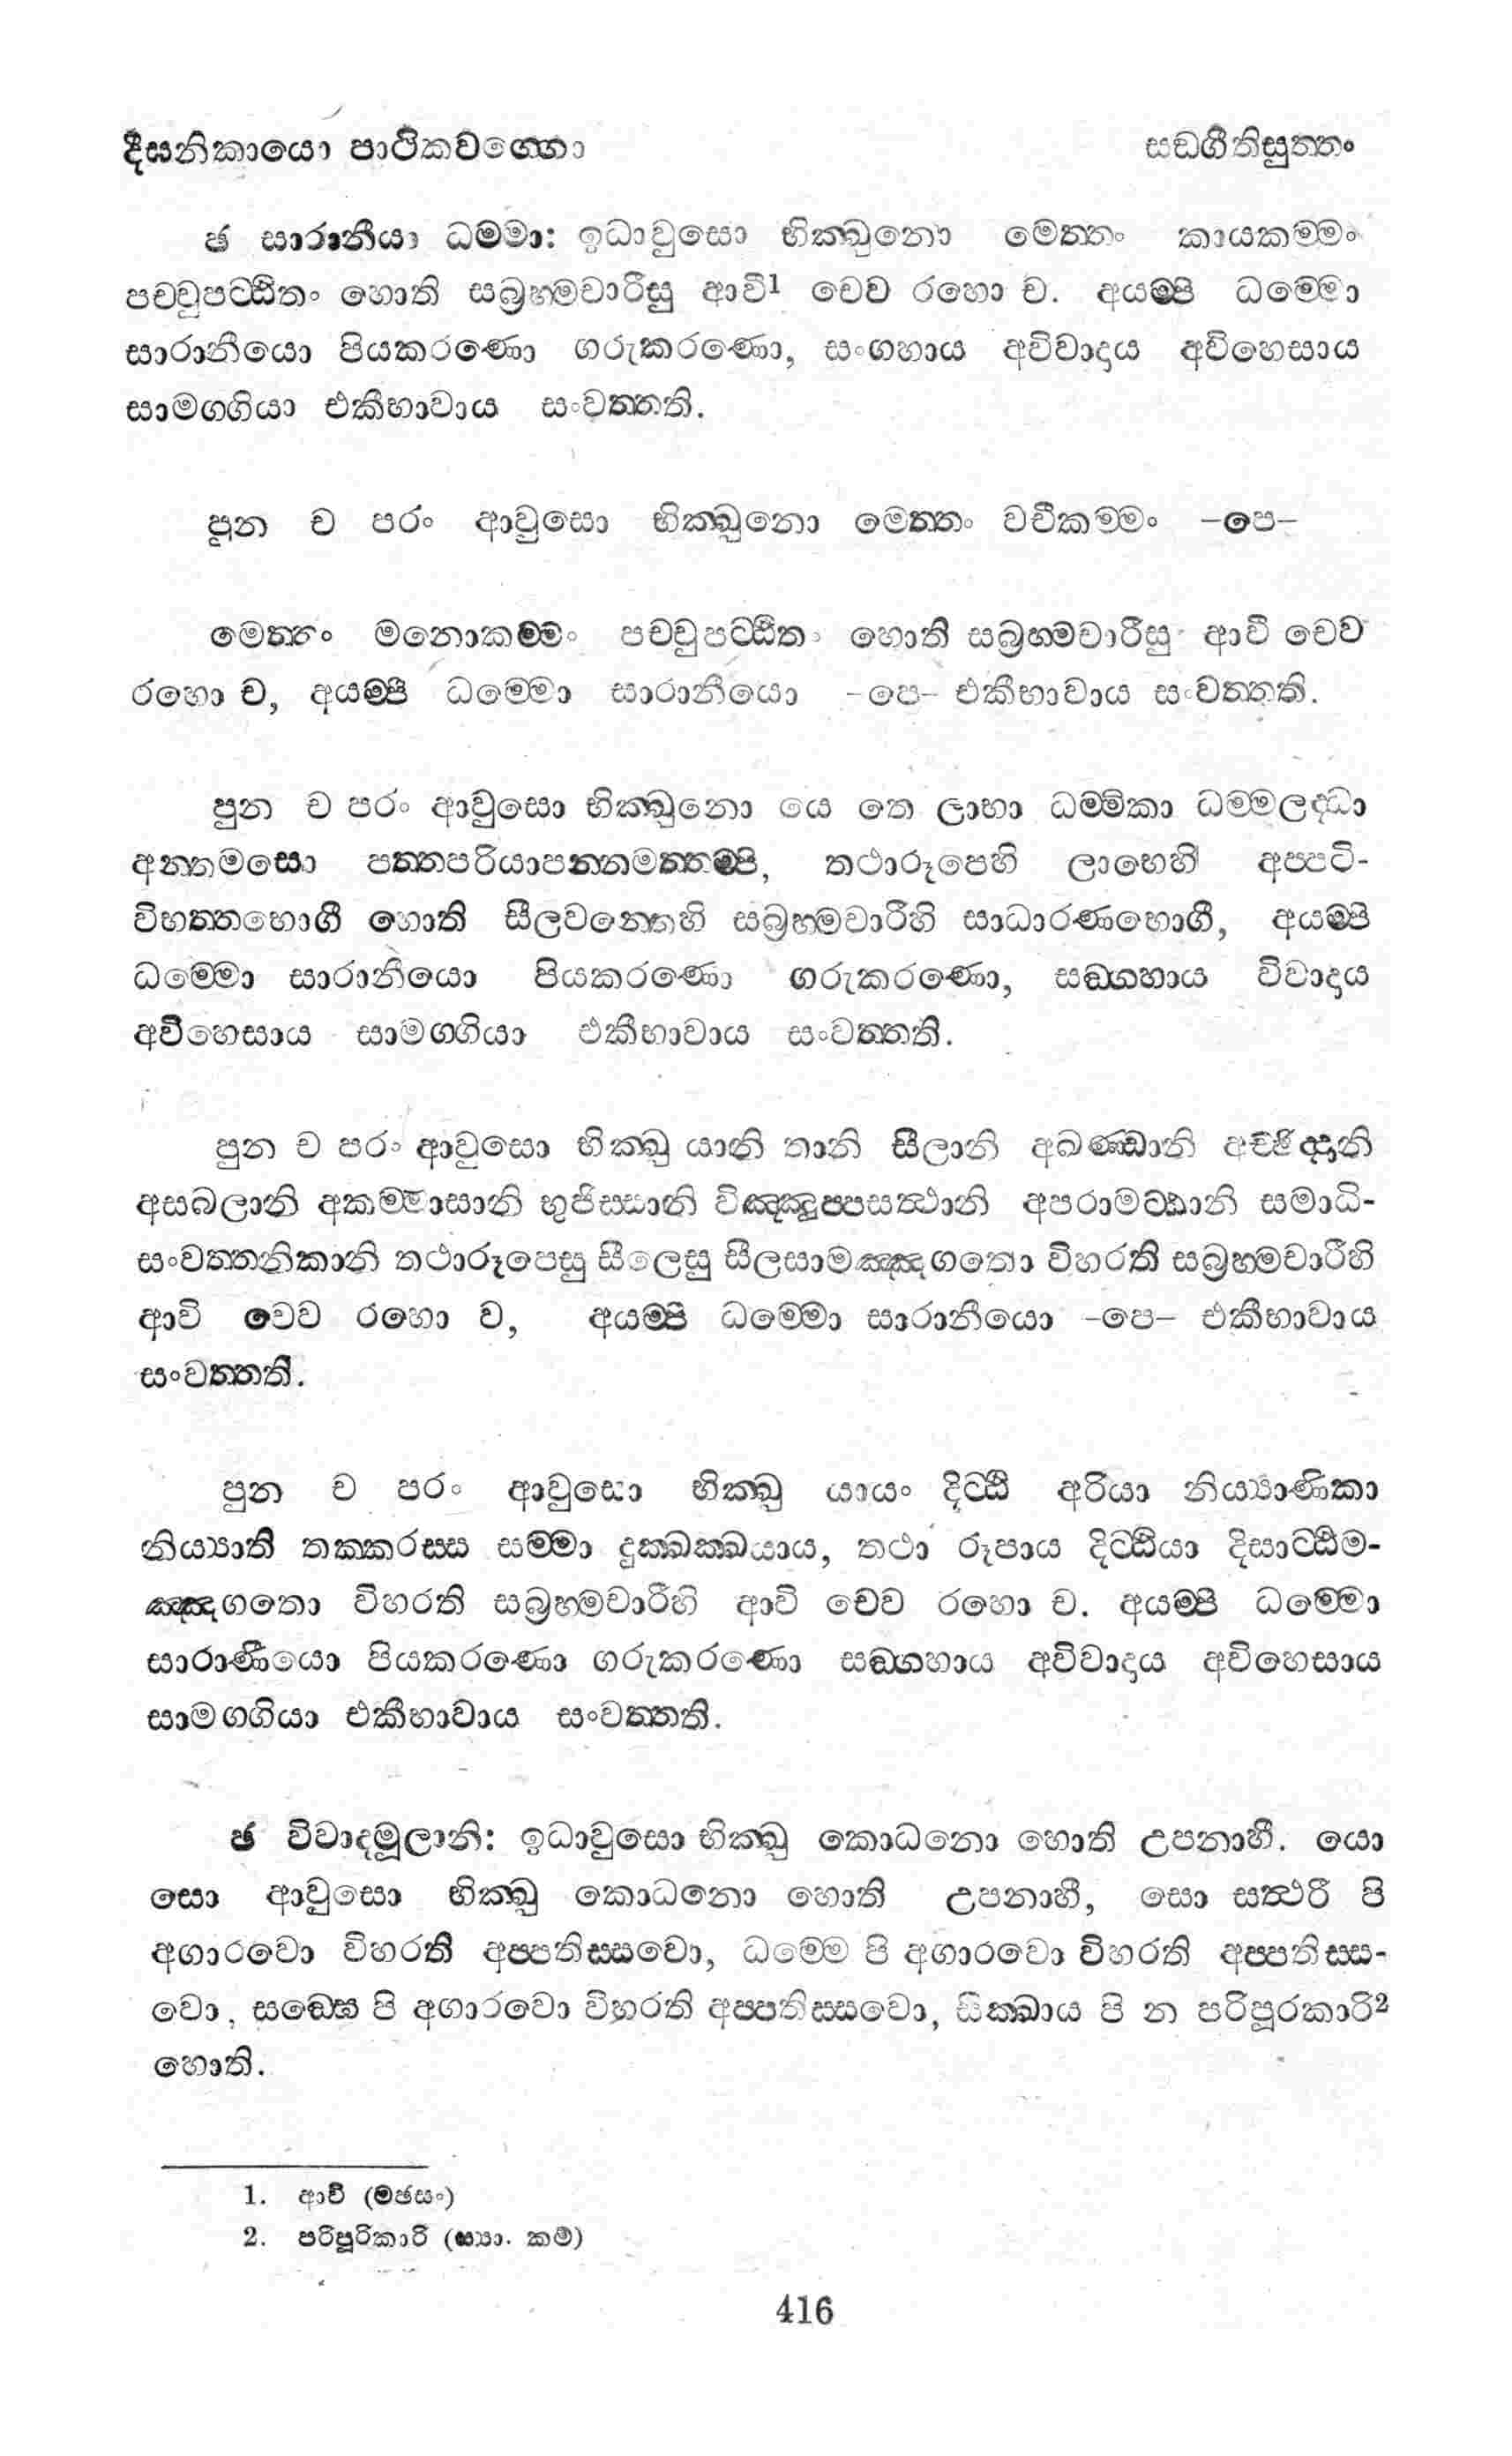 දීඝනිකායො පාථිකවග්ගො සඞගීතිසුත්තං
ඡ සාරානීයා ධම්මා: ඉධාවුසො භික්ඛුනො මෙත්තං කායකම්මං
පච්චුපට්ඨිතං හොති සබ්‍රහ්මචාරීසු ආවි1 චෙව රහො ච. අයම්පි ධම්මො
සාරානීයො පියකරණො ගරුකරණො, සංගහාය අවිවාදාය අවිහෙසාය
සාමග්ගියා එකීභාවාය සංවත්තති.
පුන ච පරං ආවුසො භික්ඛුනො මෙත්තං වචීකම්මං –පෙ–
මෙත්තං මනොකම්මං පච්චුපට්ඨිතං හොති සබ්‍රහ්මචාරීසු ආවි චෙව
රහො ච, අයම්පි ධම්මො සාරානීයො –පෙ– එකීභාවාය සංවත්තති.
පුන ච පරං ආවුසො භික්ඛුනො යෙ තෙ ලාභා ධම්මිකා ධම්මලද්ධා
අන්තමසො පත්තපරියාපන්නමත්තම්පි, තථාරූපෙහි ලාභෙහි අප්පටි-
විභත්තභොගී හොති සීලවන්තෙහි සබ්‍රහ්මචාරීහි සාධාරණභොගී, අයම්පි
ධම්මො සාරානීයො පියකරණො ගරුකරණො, සඞ්ගහාය විවාදාය
අවිහෙසාය සාමග්ගියා එකීභාවාය සංවත්තති.
පුන ච පරං ආවුසො භික්ඛු යානි තානි සීලානි අඛණ්ඩානි අච්ඡිද්දානි
අසබලානි අකම්මාසානි භුජිස්සානි විඤ්ඤුප්පසත්ථානි අපරාමට්ඨානි සමාධි-
සංවත්තනිකානි තථාරූපෙසු සීලෙසු සීලසාමඤ්ඤගතො විහරති සබ්‍රහ්මචාරීහි
ආවි වෙව රහො ව, අයම්පි ධම්මො සාරානීයො –පෙ– එකීභාවාය
සංවත්තති.
පුන ච පරං ආවුසො භික්ඛු යායං දිට්ඨි අරියා නිය්‍යාණිකා
නිය්‍යාති තක්කරස්ස සම්මා දුක්ඛක්ඛයාය, තථා රූපාය දිට්ඨියා දිසාට්ඨිම-
ඤ්ඤගතො විහරති සබ්‍රහ්මචාරීහි ආවි චෙව රහො ච. අයම්පි ධම්මො
සාරාණීයො පියකරණො ගරුකරණො සඞ්ගහාය අවිවාදාය අවිහෙසාය
සාමග්ගියා එකීභාවාය සංවත්තති.
ඡ විවාදමූලානි: ඉධාවුසො භික්ඛු කොධනො හොති උපනාහී. යො
සො ආවුසො භික්ඛු කොධනො හොති උපනාහී, සො සත්ථරී පි
අගාරවො විහරති අප්පතිස්සවො, ධම්මෙ පි අගාරවො විහරති අප්පතිස්ස-
වො, සඞ්ඝෙ පි අගාරවො විහරති අප්පතිස්සවො, සික්ඛාය පි න පරිපූරකාරි2
හොති.
1. ආවී (මඡසං)
2. පරිපූරිකාරි (ස්‍යා. කම්)
416